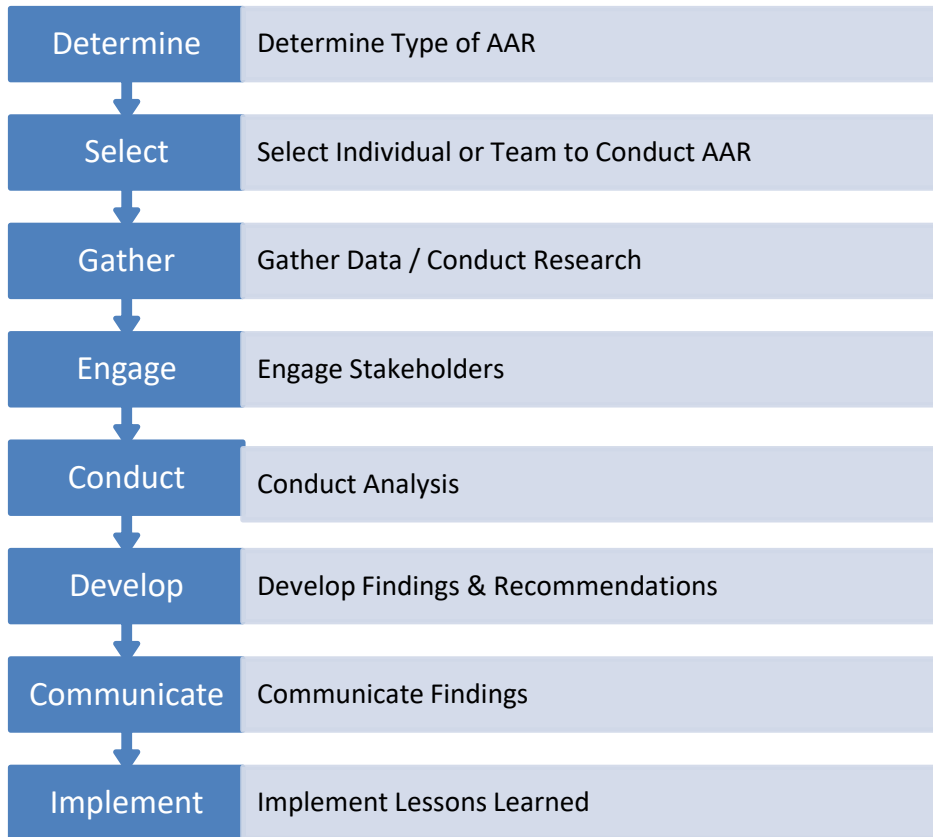 Determine
Determine Type of AAR
Select
Select Individual or Team to Conduct AAR
Gather
Gather Data / Conduct Research
Engage
Engage Stakeholders
Conduct
Conduct Analysis
Develop
Develop Findings & Recommendations
Communicate
Communicate Findings
Implement
Implement Lessons Learned